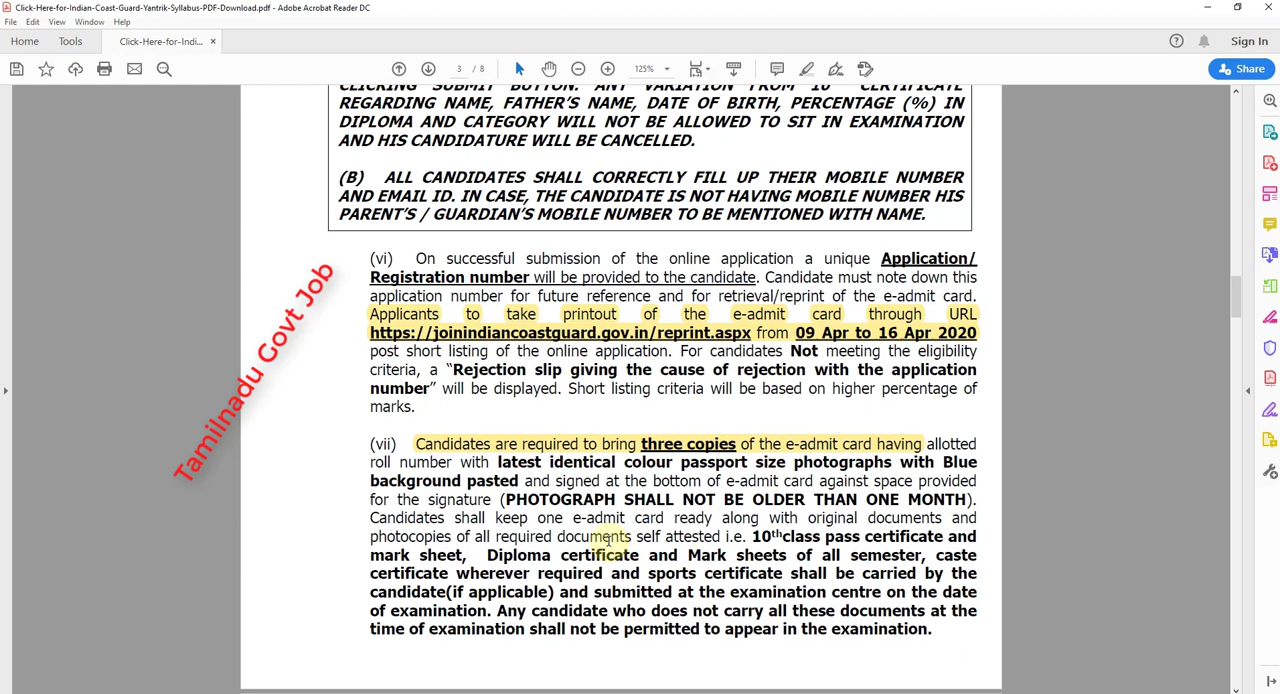 Click-Here-for-Indian-Coast-Guard-Yantrik-Syllabus-PDF-Download.pdf - Adobe Acrobat Reader DC
File Edit View Window Help
Home Tools Click-Here-for-Indi... × Sign In
3 / 8 125% Share
CLICKING SUBMIT BUTTON. ANY VARIATION FROM 10 CERTIFICATE
REGARDING NAME, FATHER'S NAME, DATE OF BIRTH, PERCENTAGE (%) IN
DIPLOMA AND CATEGORY WILL NOT BE ALLOWED TO SIT IN EXAMINATION
AND HIS CANDIDATURE WILL BE CANCELLED.
(B) ALL CANDIDATES SHALL CORRECTLY FILL UP THEIR MOBILE NUMBER
AND EMAIL ID. IN CASE, THE CANDIDATE IS NOT HAVING MOBILE NUMBER HIS
PARENT'S / GUARDIAN'S MOBILE NUMBER TO BE MENTIONED WITH NAME.
(vi) On successful submission of the online application a unique Application/
Registration number will be provided to the candidate. Candidate must note down this
application number for future reference and for retrieval/reprint of the e-admit card.
Applicants to take printout of the e-admit card through URL
https://joinindiancoastguard.gov.in/reprint.aspx from 09 Apr to 16 Apr 2020
post short listing of the online application. For candidates Not meeting the eligibility
criteria, a “Rejection slip giving the cause of rejection with the application
number” will be displayed. Short listing criteria will be based on higher percentage of
marks.
(vii) Candidates are required to bring three copies of the e-admit card having allotted
roll number with latest identical colour passport size photographs with Blue
background pasted and signed at the bottom of e-admit card against space provided
for the signature (PHOTOGRAPH SHALL NOT BE OLDER THAN ONE MONTH).
Candidates shall keep one e-admit card ready along with original documents and
photocopies of all required documents self attested i.e. 10thclass pass certificate and
mark sheet, Diploma certificate and Mark sheets of all semester, caste
certificate wherever required and sports certificate shall be carried by the
candidate(if applicable) and submitted at the examination centre on the date
of examination. Any candidate who does not carry all these documents at the
time of examination shall not be permitted to appear in the examination.
Tamilnadu Govt Job